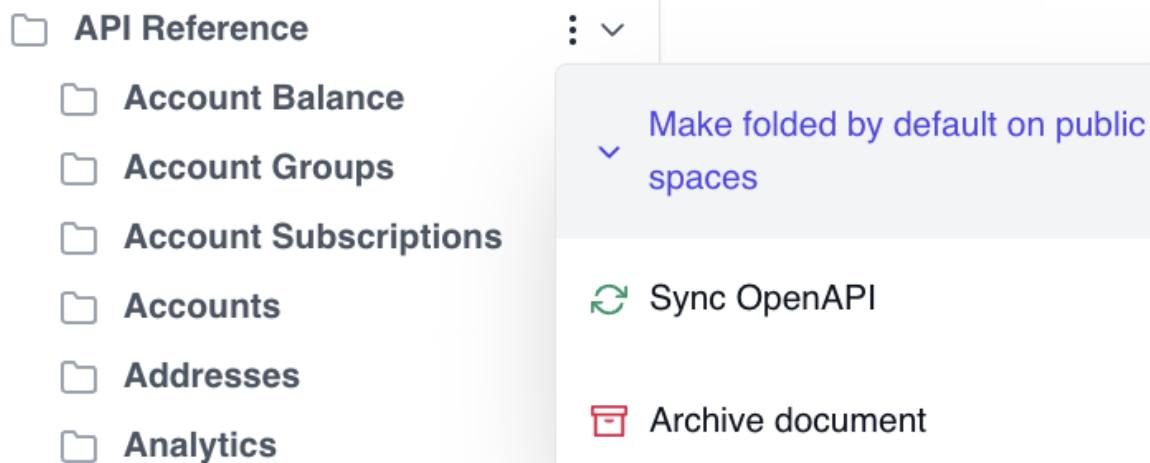 API Reference
Account Balance
Account Groups
Account Subscriptions
Accounts
Addresses
Analytics
Make folded by default on public
spaces
Sync OpenAPI
Archive document